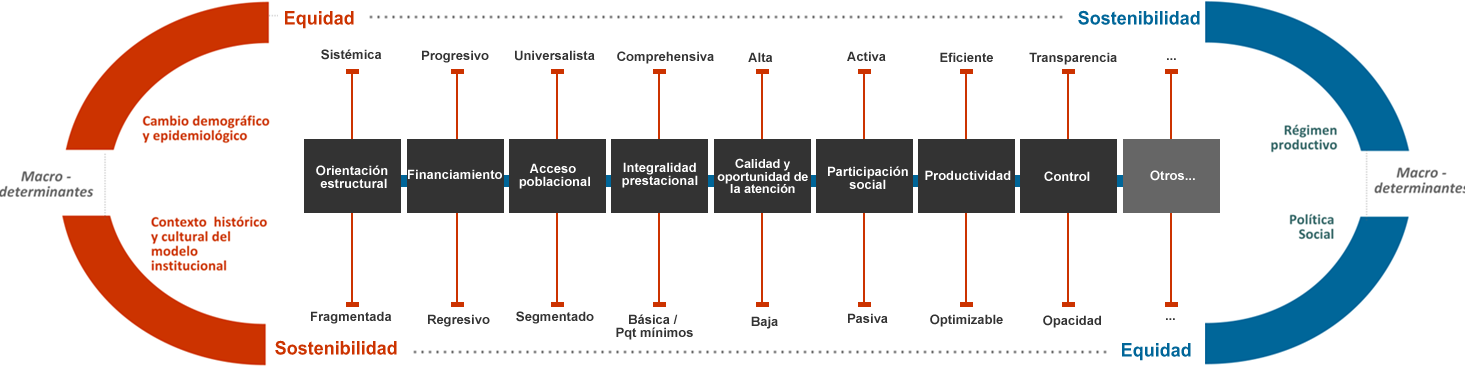 Equidad
Sostenibilidad
Sistémica
Progresivo
Universalista
Comprehensiva
Alta
Activa
Eficiente
Transparencia
...
Cambio demográfico
y epidemiológico
Régimen
productivo
Macro -
determinantes
Orientación
estructural
Financiamiento
Acceso
poblacional
Integralidad
prestacional
Calidad y
oportunidad de
la atención
Participación
social
Productividad
Control
Otros...
Macro -
determinantes
Contexto histórico
y cultural del
modelo
institucional
Política
Social
Fragmentada
Regresivo
Segmentado
Básica /
Pqt mínimos
Baja
Pasiva
Optimizable
Opacidad
...
Sostenibilidad
Equidad